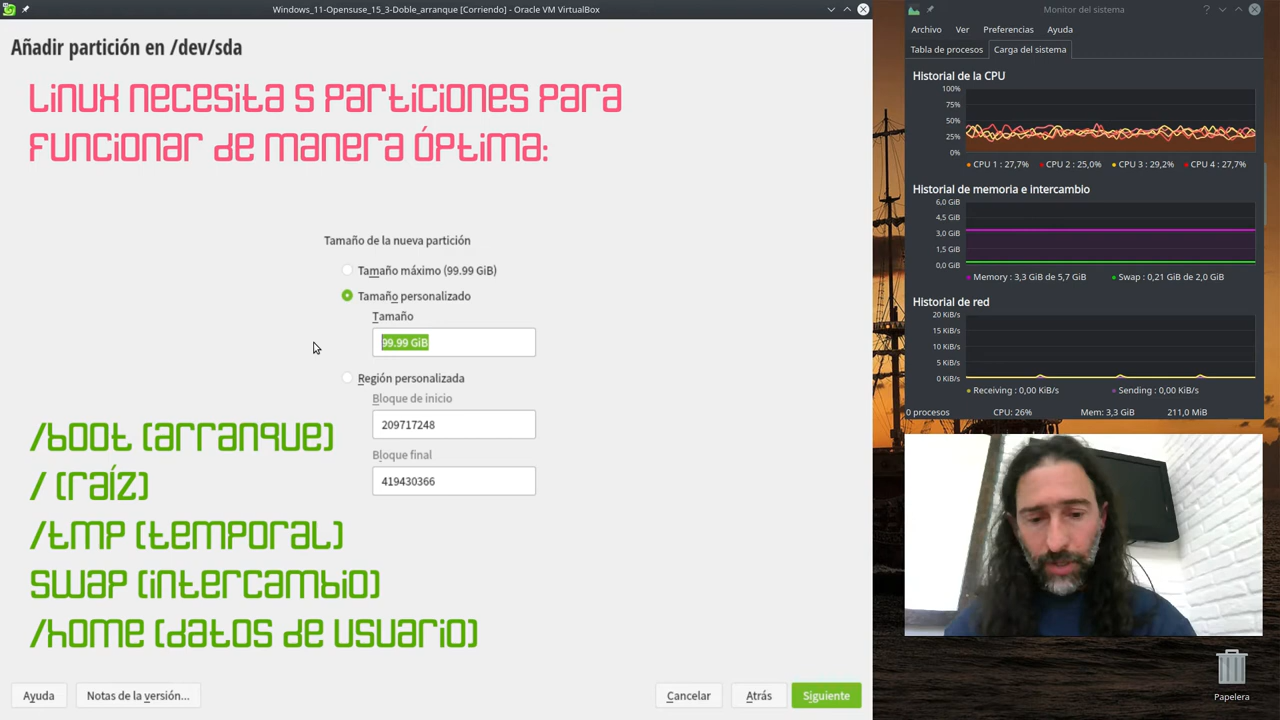 Windows_11-Opensuse_15_3-Doble_arranque [Corriendo] - Oracle VM VirtualBox
Añadir partición en /dev/sda
Linux necesita 5 particiones para
funcionar de manera óptima:
Tamaño de la nueva partición
Tamaño máximo (99.99 GiB)
Tamaño personalizado
Tamaño
99.99 GiB
Región personalizada
Bloque de inicio
209717248
Bloque final
419430366
/boot (arranque)
/ (raíz)
/tmp (temporal)
swap (intercambio)
/home (datos de usuario)
Ayuda
Notas de la versión...
Cancelar
Atrás
Siguiente
Monitor del sistema
Archivo Ver Preferencias Ayuda
Tabla de procesos Carga del sistema
Historial de la CPU
100%
75%
50%
25%
0%
CPU 1 : 27,7% CPU 2 : 25,0% CPU 3 : 29,2% CPU 4 : 27,7%
Historial de memoria e intercambio
6,0 GiB
4,5 GiB
3,0 GiB
1,5 GiB
0,0 GiB
Memory : 3,3 GiB de 5,7 GiB Swap : 0,21 GiB de 2,0 GiB
Historial de red
20 KiB/s
15 KiB/s
10 KiB/s
5 KiB/s
0 KiB/s
Receiving : 0,00 KiB/s Sending : 0,00 KiB/s
0 procesos CPU: 26% Mem: 3,3 GiB 211,0 MiB
Papelera